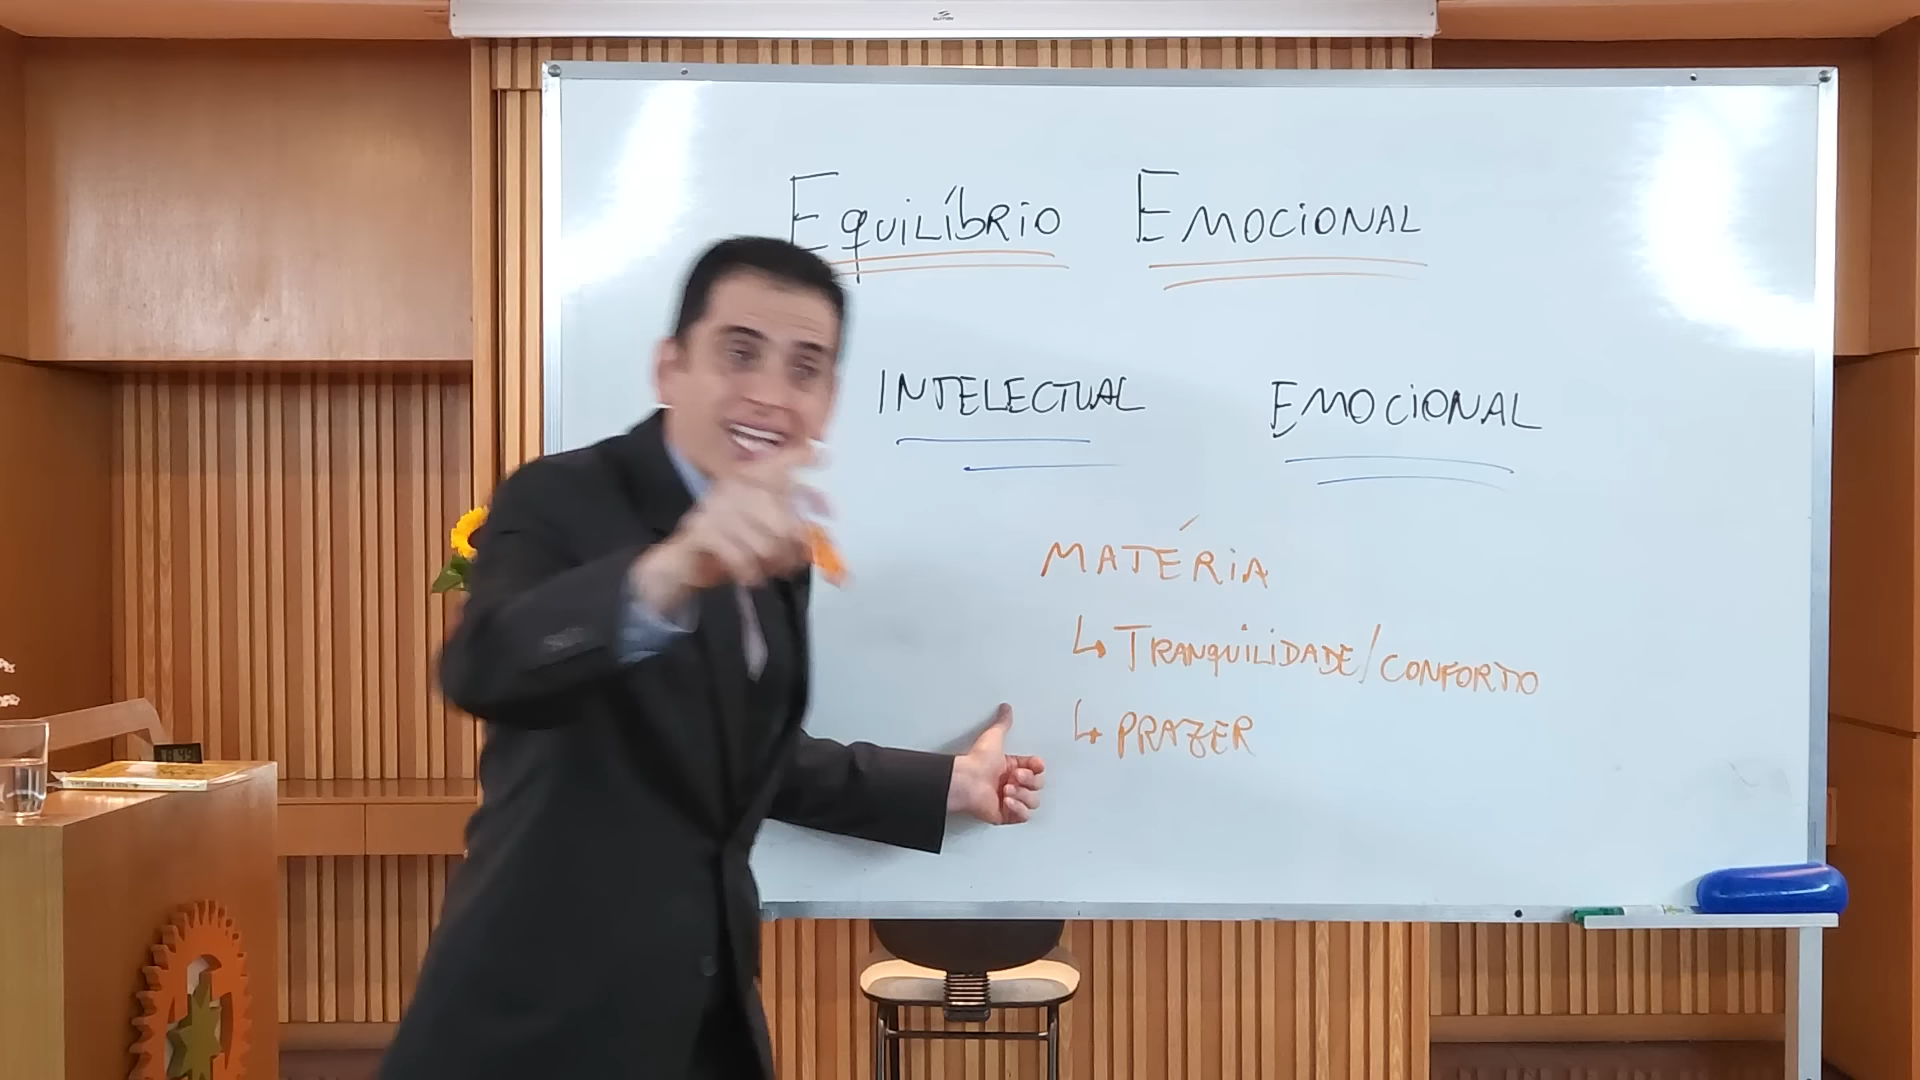 EQUILÍBRIO EMOCIONAL
INTELECTUAL EMOCIONAL
MATÉRIA
↳ TRANQUILIDADE/CONFORTO
↳ PRAZER